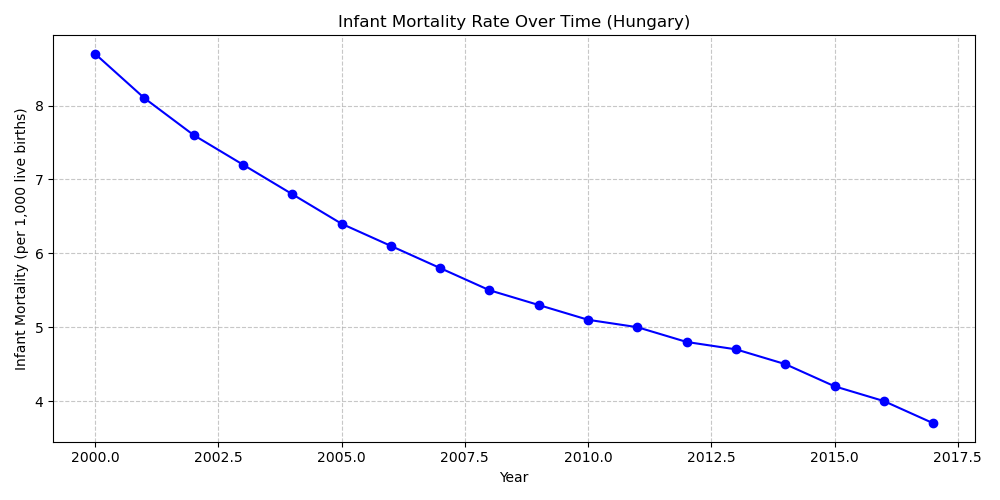 Infant Mortality Rate Over Time (Hungary)
Infant Mortality (per 1,000 live births)
8
7
6
5
4
2000.0 2002.5 2005.0 2007.5 2010.0 2012.5 2015.0 2017.5
Year